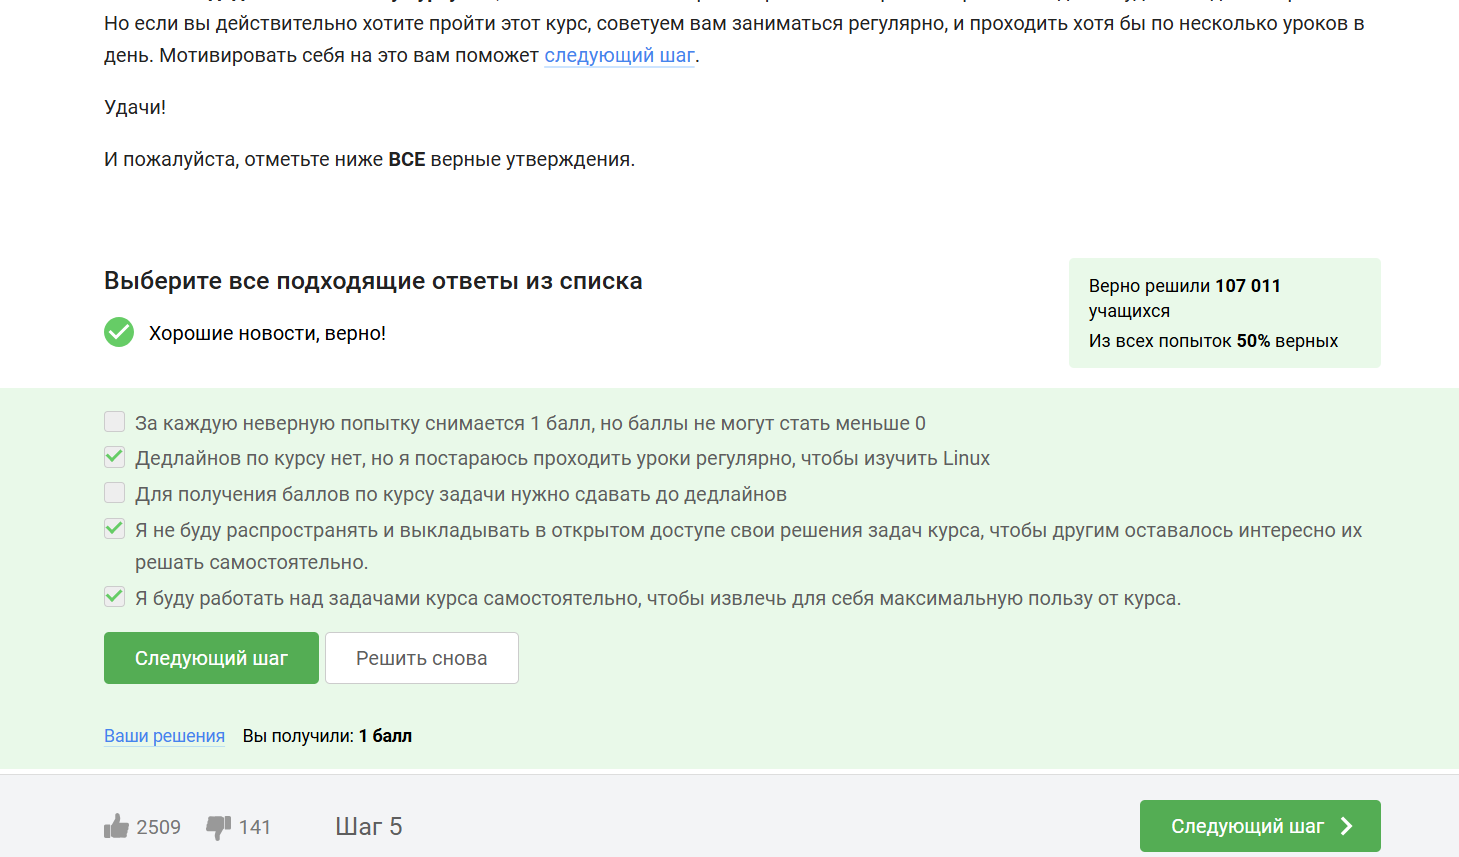 Но если вы действительно хотите пройти этот курс, советуем вам заниматься регулярно, и проходить хотя бы по несколько уроков в
день. Мотивировать себя на это вам поможет следующий шаг.
Удачи!
И пожалуйста, отметьте ниже ВСЕ верные утверждения.
Выберите все подходящие ответы из списка
Хорошие новости, верно!
Верно решили 107 011
учащихся
Из всех попыток 50% верных
За каждую неверную попытку снимается 1 балл, но баллы не могут стать меньше 0
Дедлайнов по курсу нет, но я постараюсь проходить уроки регулярно, чтобы изучить Linux
Для получения баллов по курсу задачи нужно сдавать до дедлайнов
Я не буду распространять и выкладывать в открытом доступе свои решения задач курса, чтобы другим оставалось интересно их
решать самостоятельно.
Я буду работать над задачами курса самостоятельно, чтобы извлечь для себя максимальную пользу от курса.
Следующий шаг
Решить снова
Ваши решения Вы получили: 1 балл
2509 141 Шаг 5
Следующий шаг